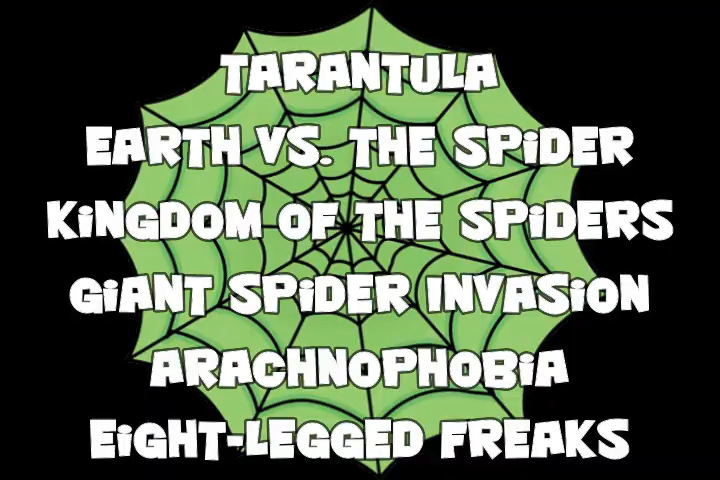 TARANTULA
EARTH VS. THE SPiDER
KiNGDOM OF THE SPiDERS
GiANT SPiDER INVASiON
ARACHNOPHOBiA
EiGHT-LEGGED FREAKS